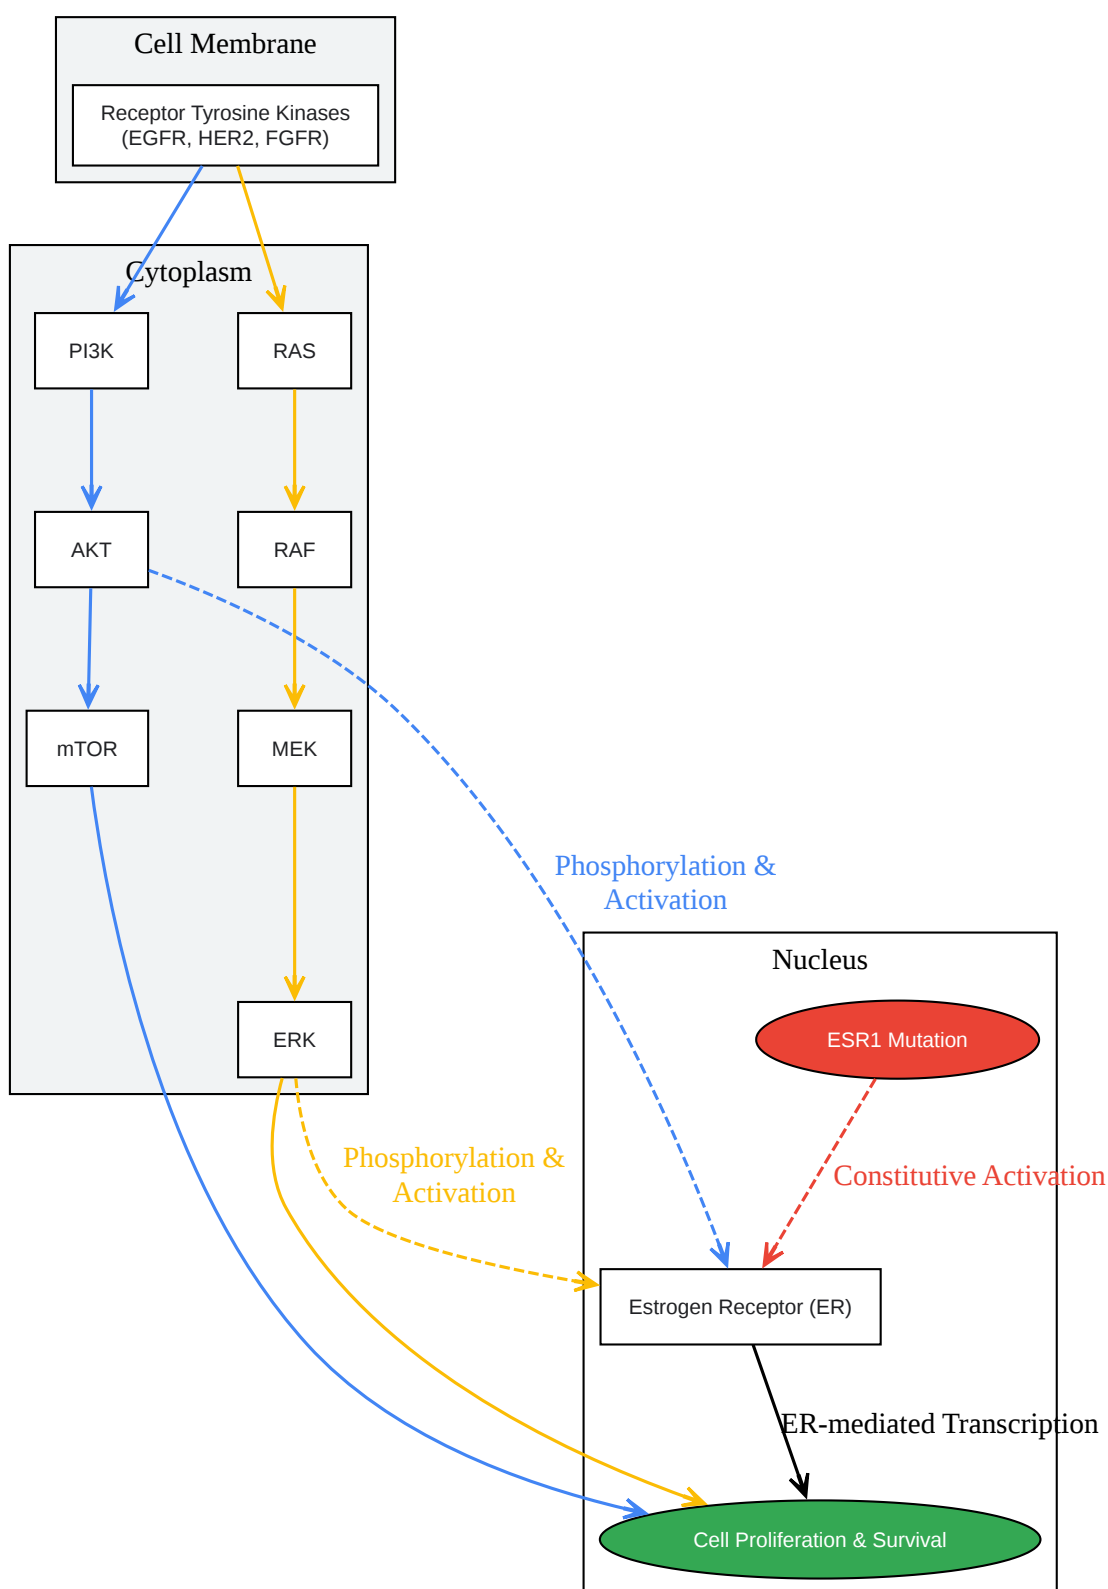 Cell Membrane
Receptor Tyrosine Kinases
(EGFR, HER2, FGFR)
Cytoplasm
PI3K
RAS
AKT
RAF
mTOR
MEK
Phosphorylation &
Activation
Nucleus
ESR1 Mutation
ERK
Phosphorylation &
Activation
Constitutive Activation
Estrogen Receptor (ER)
ER-mediated Transcription
Cell Proliferation & Survival